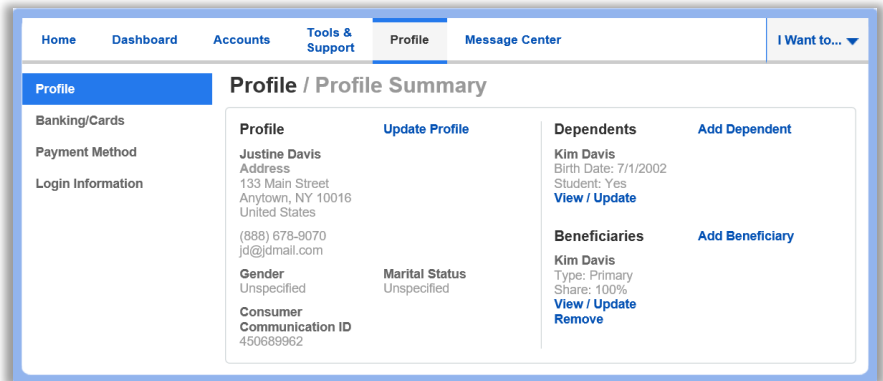 Home
Dashboard
Accounts
Tools &
Support
Profile
Message Center
I Want to...
Profile
Banking/Cards
Payment Method
Login Information
Profile / Profile Summary
Profile
Update Profile
Justine Davis
Address
133 Main Street
Anytown, NY 10016
United States
(888) 678-9070
jd@jdmail.com
Gender
Unspecified
Marital Status
Unspecified
Consumer
Communication ID
450689962
Dependents
Add Dependent
Kim Davis
Birth Date: 7/1/2002
Student: Yes
View / Update
Beneficiaries
Add Beneficiary
Kim Davis
Type: Primary
Share: 100%
View / Update
Remove